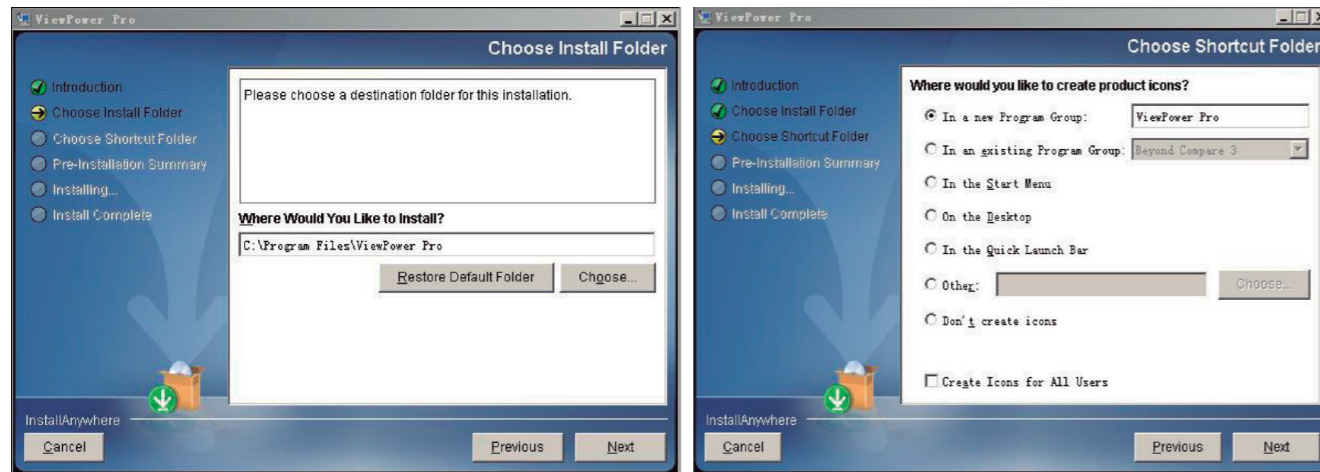 ViewPower Pro
Choose Install Folder
Introduction
Choose Install Folder
Choose Shortcut Folder
Pre-Installation Summary
Installing...
Install Complete
Please choose a destination folder for this installation.
Where Would You Like to Install?
C:\Program Files\ViewPower Pro
Restore Default Folder
Choose...
InstallAnywhere
Cancel
Previous
Next
ViewPower Pro
Choose Shortcut Folder
Introduction
Choose Install Folder
Choose Shortcut Folder
Pre-Installation Summary
Installing...
Install Complete
Where would you like to create product icons?
In a new Program Group: ViewPower Pro
In an existing Program Group: Beyond Compare 3
In the Start Menu
On the Desktop
In the Quick Launch Bar
Other: Choose...
Don't create icons
Create Icons for All Users
InstallAnywhere
Cancel
Previous
Next